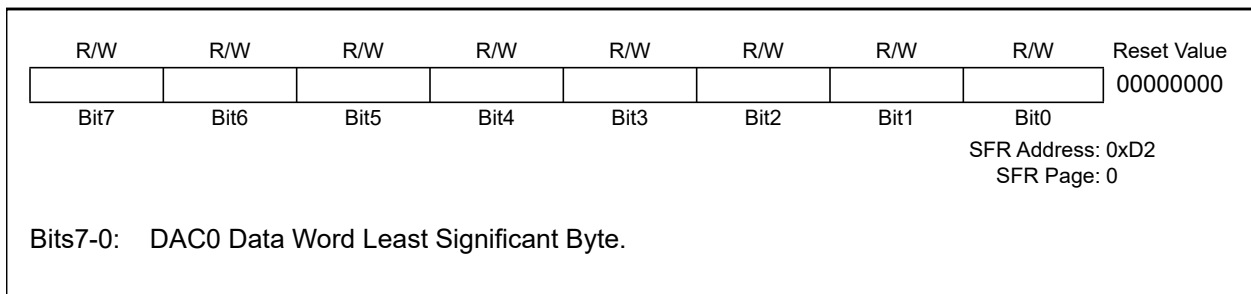 R/W R/W R/W R/W R/W R/W R/W R/W Reset Value
00000000
Bit7 Bit6 Bit5 Bit4 Bit3 Bit2 Bit1 Bit0
SFR Address: 0xD2
SFR Page: 0
Bits7-0: DAC0 Data Word Least Significant Byte.